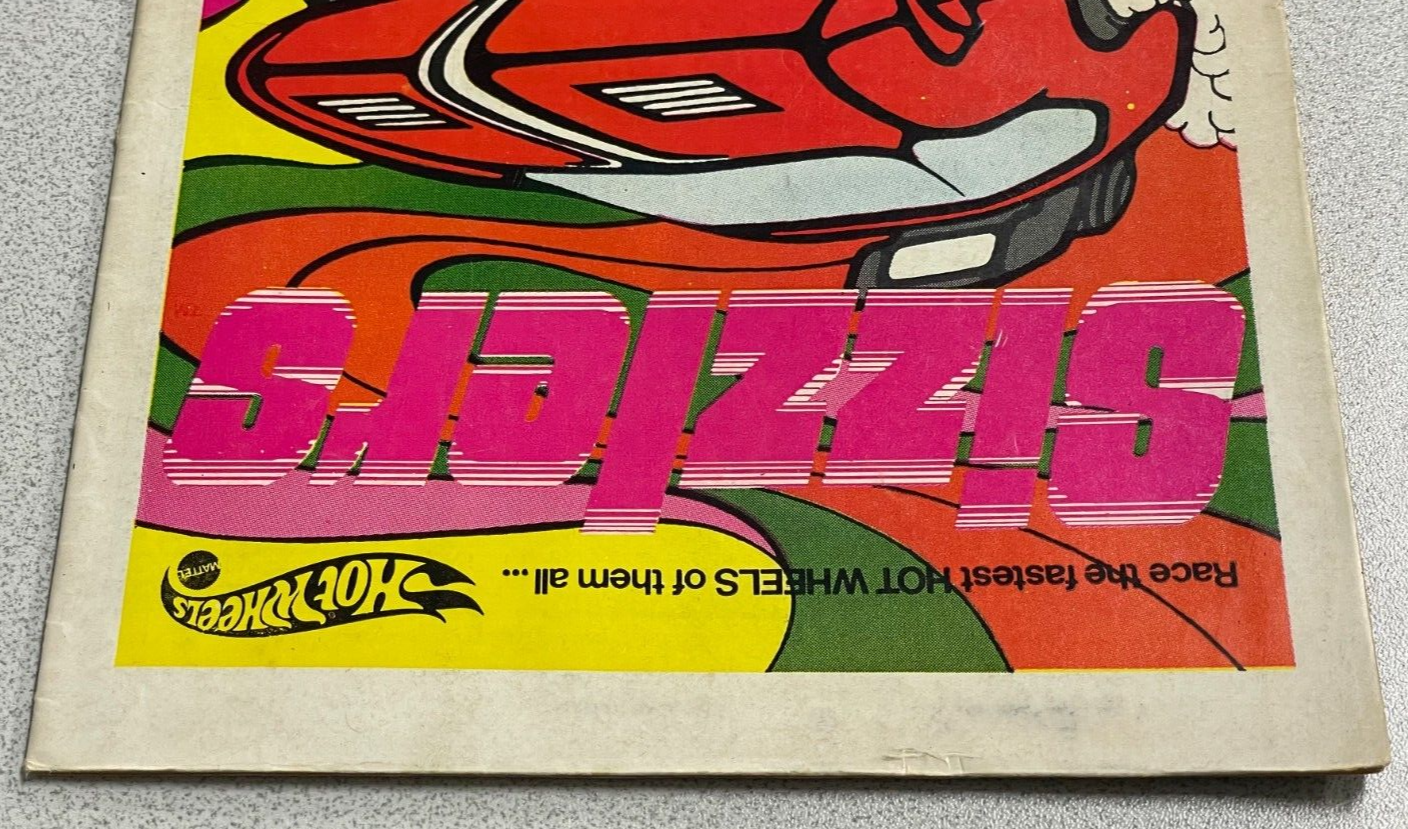 Race the fastest HOT WHEELS of them all...
HOT WHEELS
MATTEL
Sizzlers